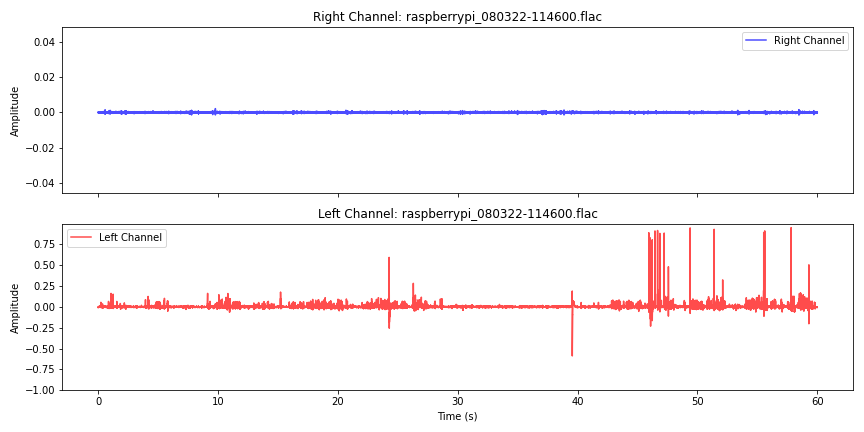 Right Channel: raspberrypi_080322-114600.flac
Right Channel
Amplitude
0.04
0.02
0.00
−0.02
−0.04
Left Channel: raspberrypi_080322-114600.flac
Left Channel
Amplitude
0.75
0.50
0.25
0.00
−0.25
−0.50
−0.75
−1.00
0 10 20 30 40 50 60
Time (s)